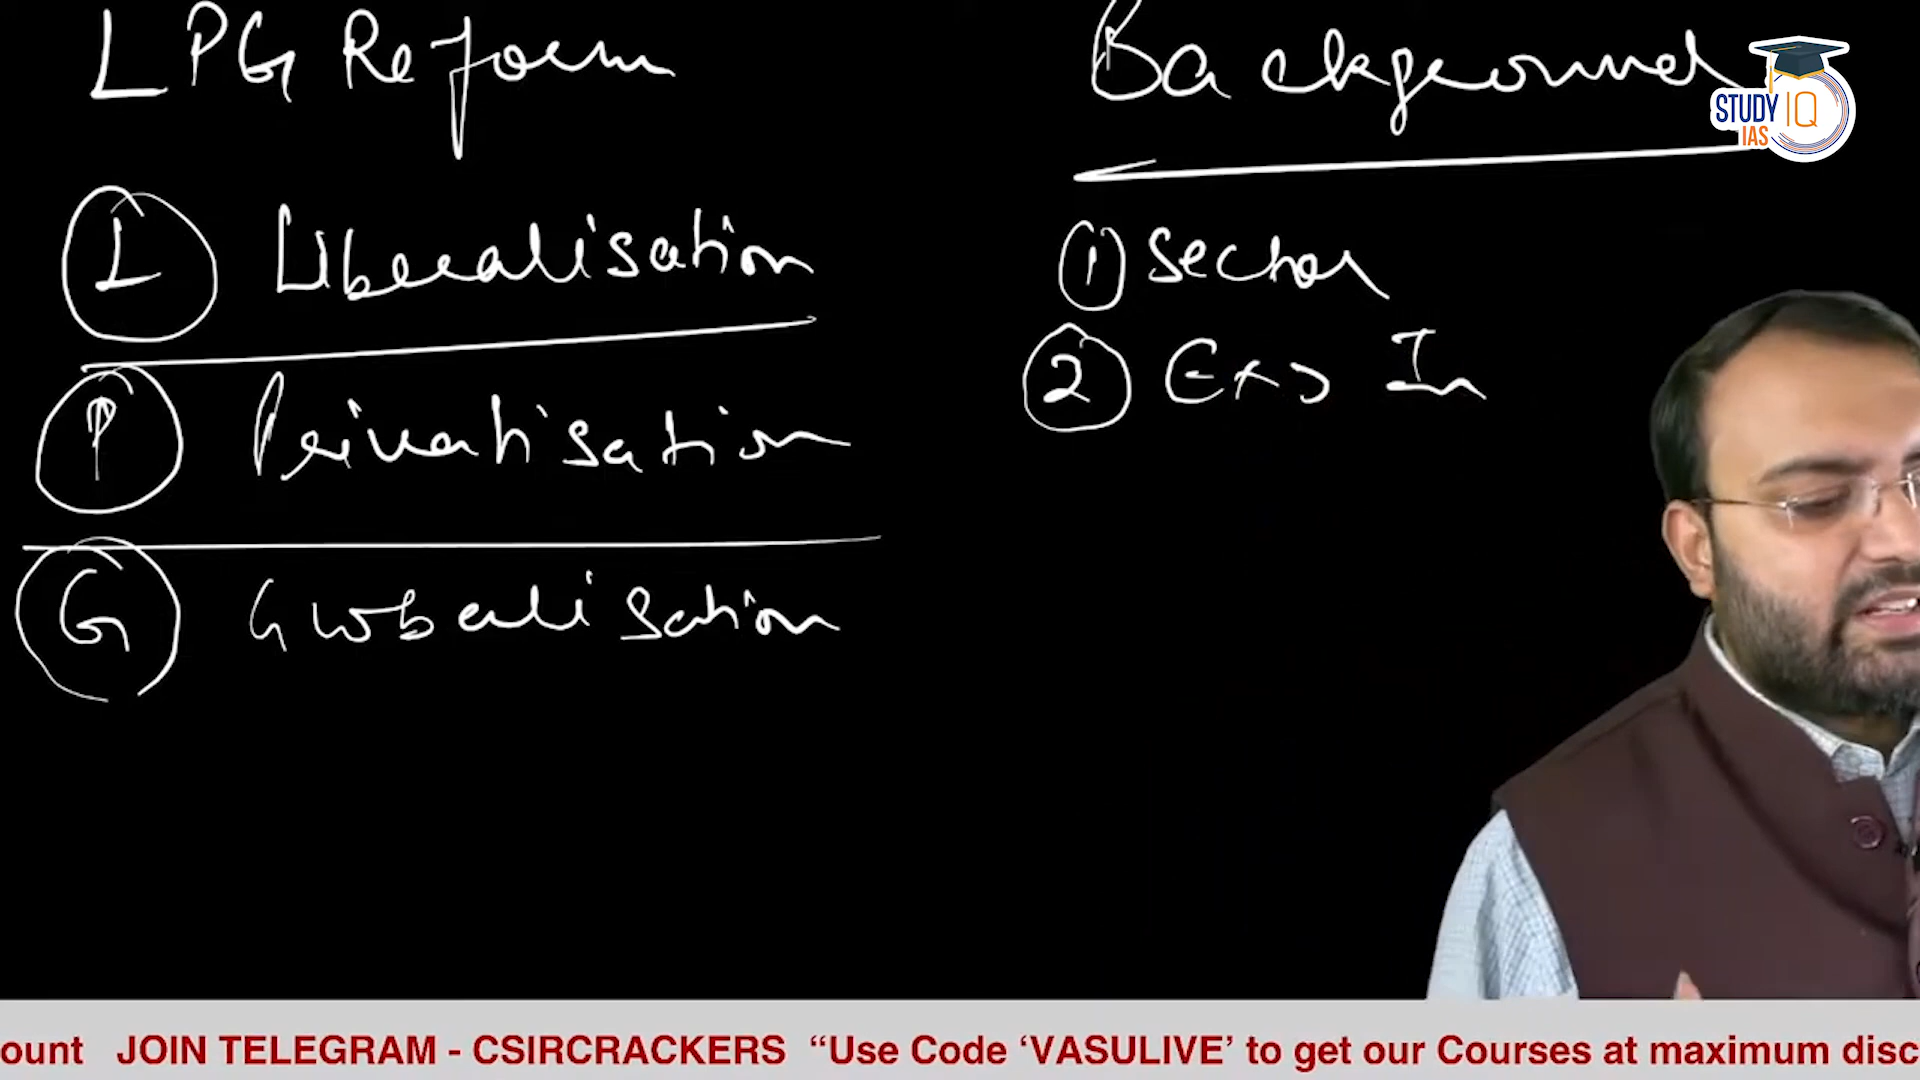 LPG Reform
L Liberalisation
P Privatisation
G Globalisation
Background
1 Sector
2 Ex > In
STUDY IQ
IAS
ount JOIN TELEGRAM - CSIRCRACKERS “Use Code ‘VASULIVE’ to get our Courses at maximum disc